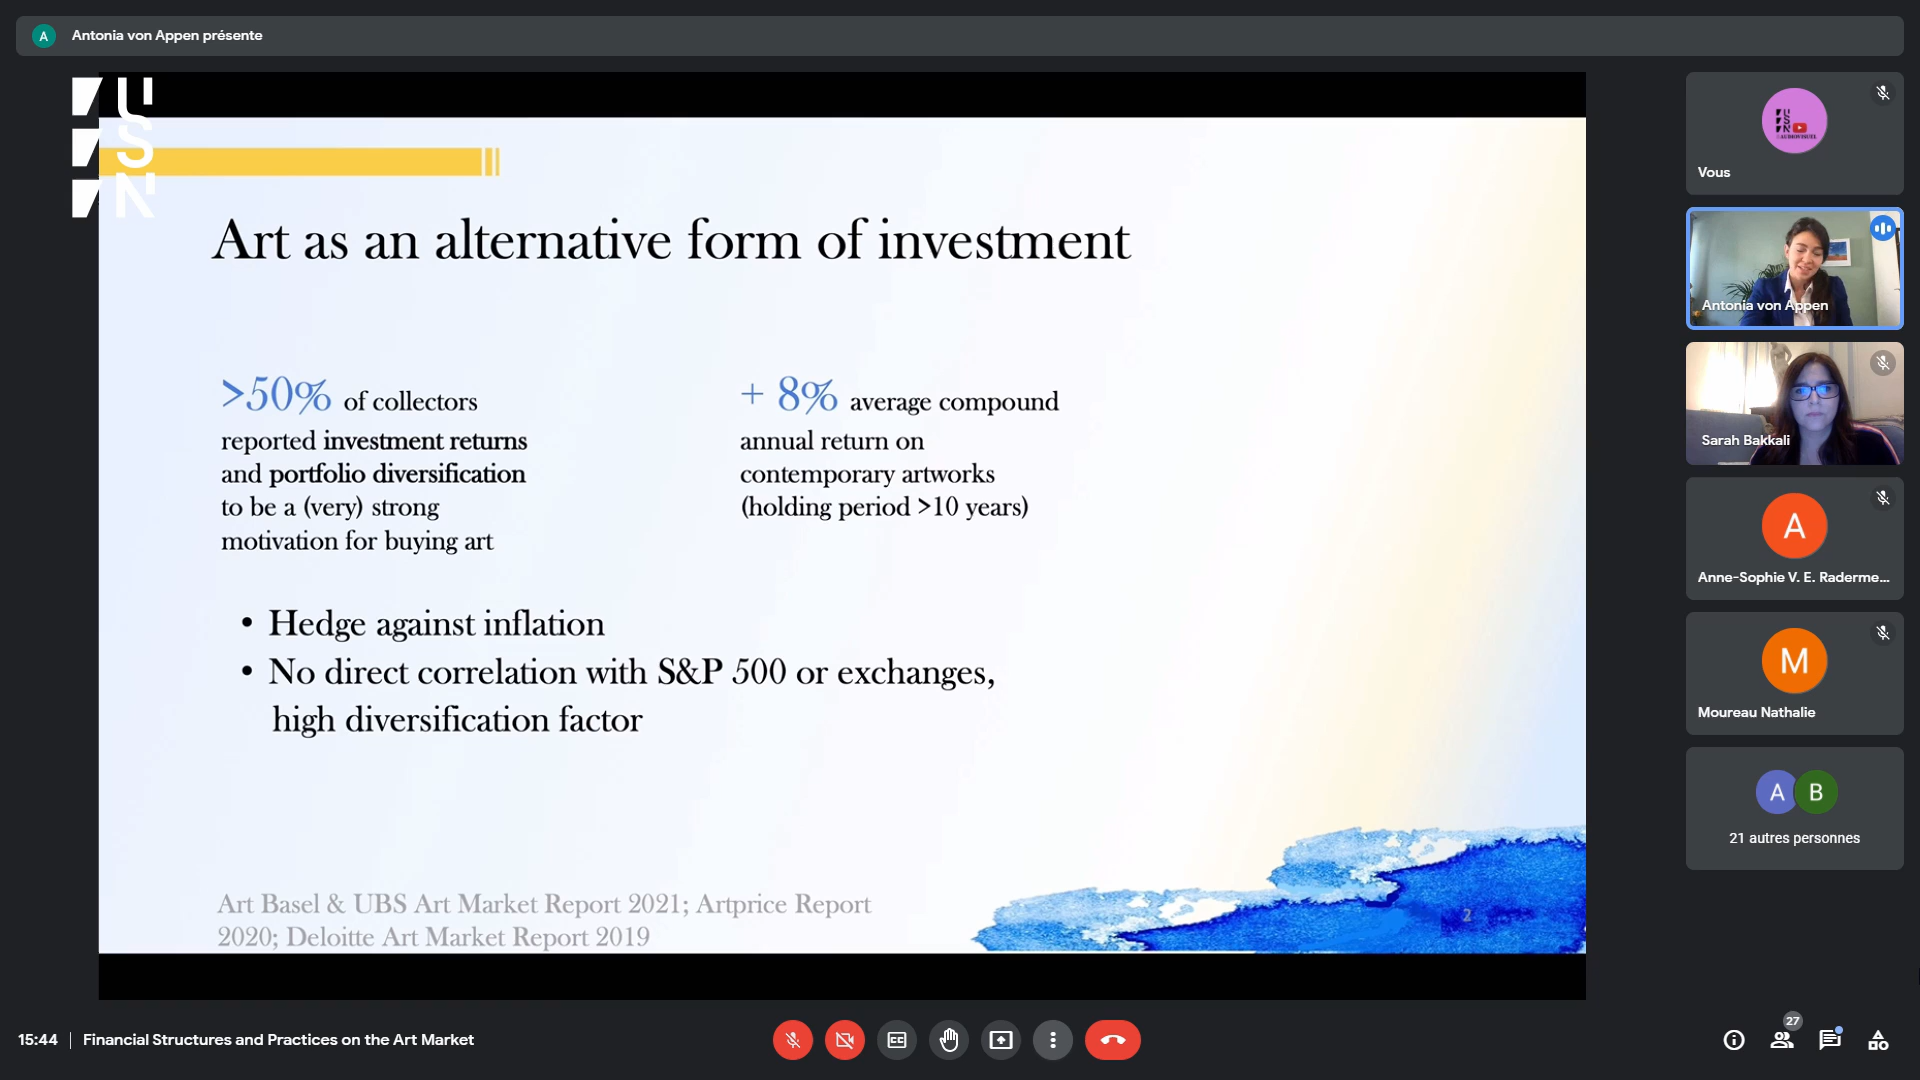 A
Antonia von Appen présente
U
S
N
Art as an alternative form of investment
>50% of collectors
reported investment returns
and portfolio diversification
to be a (very) strong
motivation for buying art
+ 8% average compound
annual return on
contemporary artworks
(holding period >10 years)
• Hedge against inflation
• No direct correlation with S&P 500 or exchanges,
high diversification factor
Art Basel & UBS Art Market Report 2021; Artprice Report
2020; Deloitte Art Market Report 2019
2
Vous
Antonia von Appen
Sarah Bakkali
A
Anne-Sophie V. E. Raderme...
M
Moureau Nathalie
A B
21 autres personnes
15:44 | Financial Structures and Practices on the Art Market
CC
27